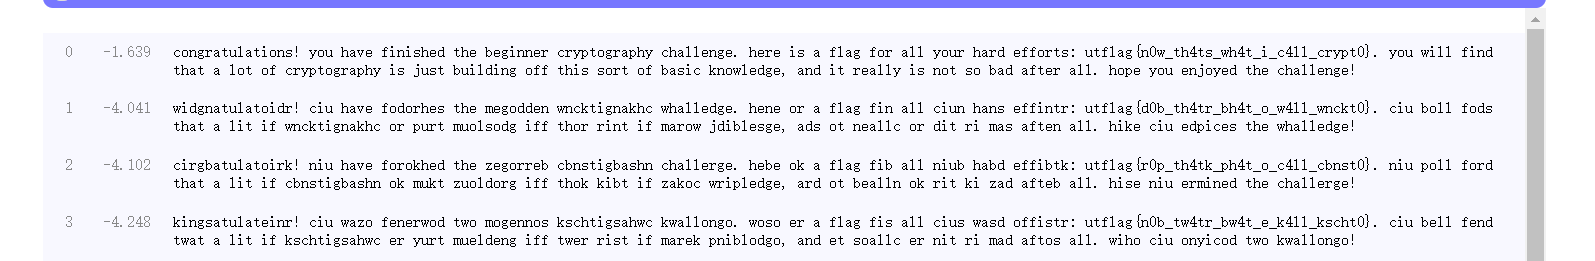 0 -1.639 congratulations! you have finished the beginner cryptography challenge. here is a flag for all your hard efforts: utflag{n0w_th4ts_wh4t_i_c4ll_crypt0}. you will find
that a lot of cryptography is just building off this sort of basic knowledge, and it really is not so bad after all. hope you enjoyed the challenge!
1 -4.041 widgnatulatoidr! ciu have fodorhes the megodden wncktignakhc whalledge. hene or a flag fin all ciun hans effintr: utflag{d0b_th4tr_bh4t_o_w4ll_wnckt0}. ciu boll fods
that a lit if wncktignakhc or purt muolsodg iff thor rint if marow jdiblesge, ads ot neallc or dit ri mas aften all. hike ciu edpices the whalledge!
2 -4.102 cirgbatulatoirk! niu have forokhed the zegorreb cbnstigbashn challerge. hebe ok a flag fib all niub habd effibtk: utflag{r0p_th4tk_ph4t_o_c4ll_cbnst0}. niu poll ford
that a lit if cbnstigbashn ok mukt zuoldorg iff thok kibt if zakoc wripledge, ard ot bealln ok rit ki zad afteb all. hise niu ermined the challerge!
3 -4.248 kingsatulateinr! ciu wazo fenerwod two mogennos kschtigsahwc kwallongo. woso er a flag fis all cius wasd offistr: utflag{n0b_tw4tr_bw4t_e_k4ll_kscht0}. ciu bell fend
twat a lit if kschtigsahwc er yurt mueldeng iff twer rist if marek pniblodgo, and et soallc er nit ri mad aftos all. wiho ciu onyicod two kwallongo!